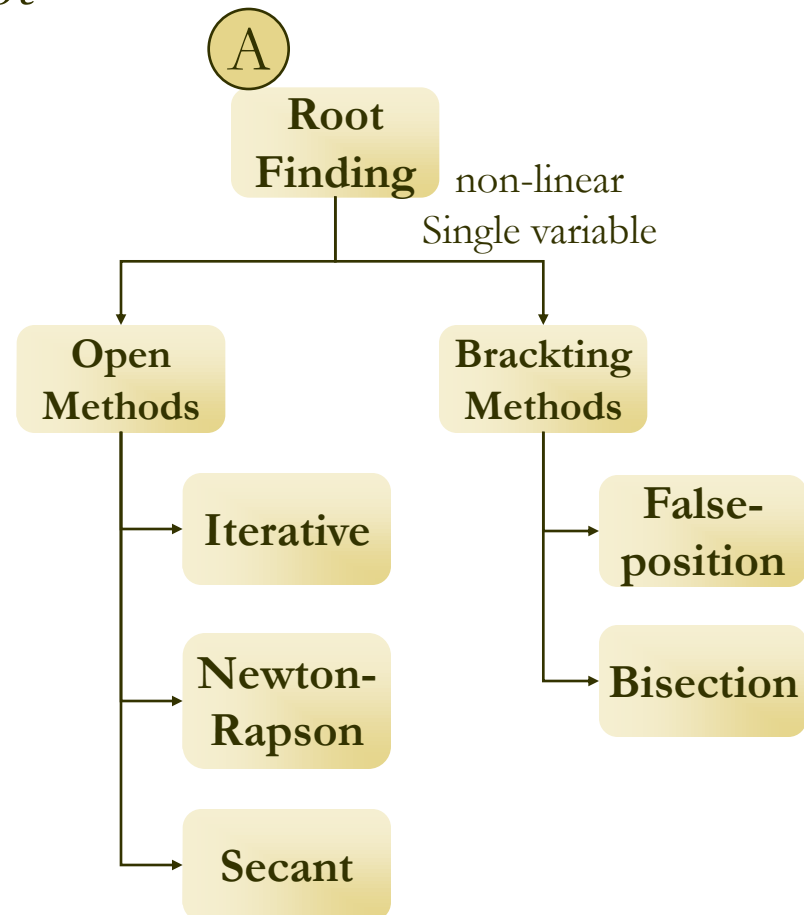 A
Root
Finding
non-linear
Single variable
Open
Methods
Brackting
Methods
Iterative
False-
position
Newton-
Rapson
Bisection
Secant